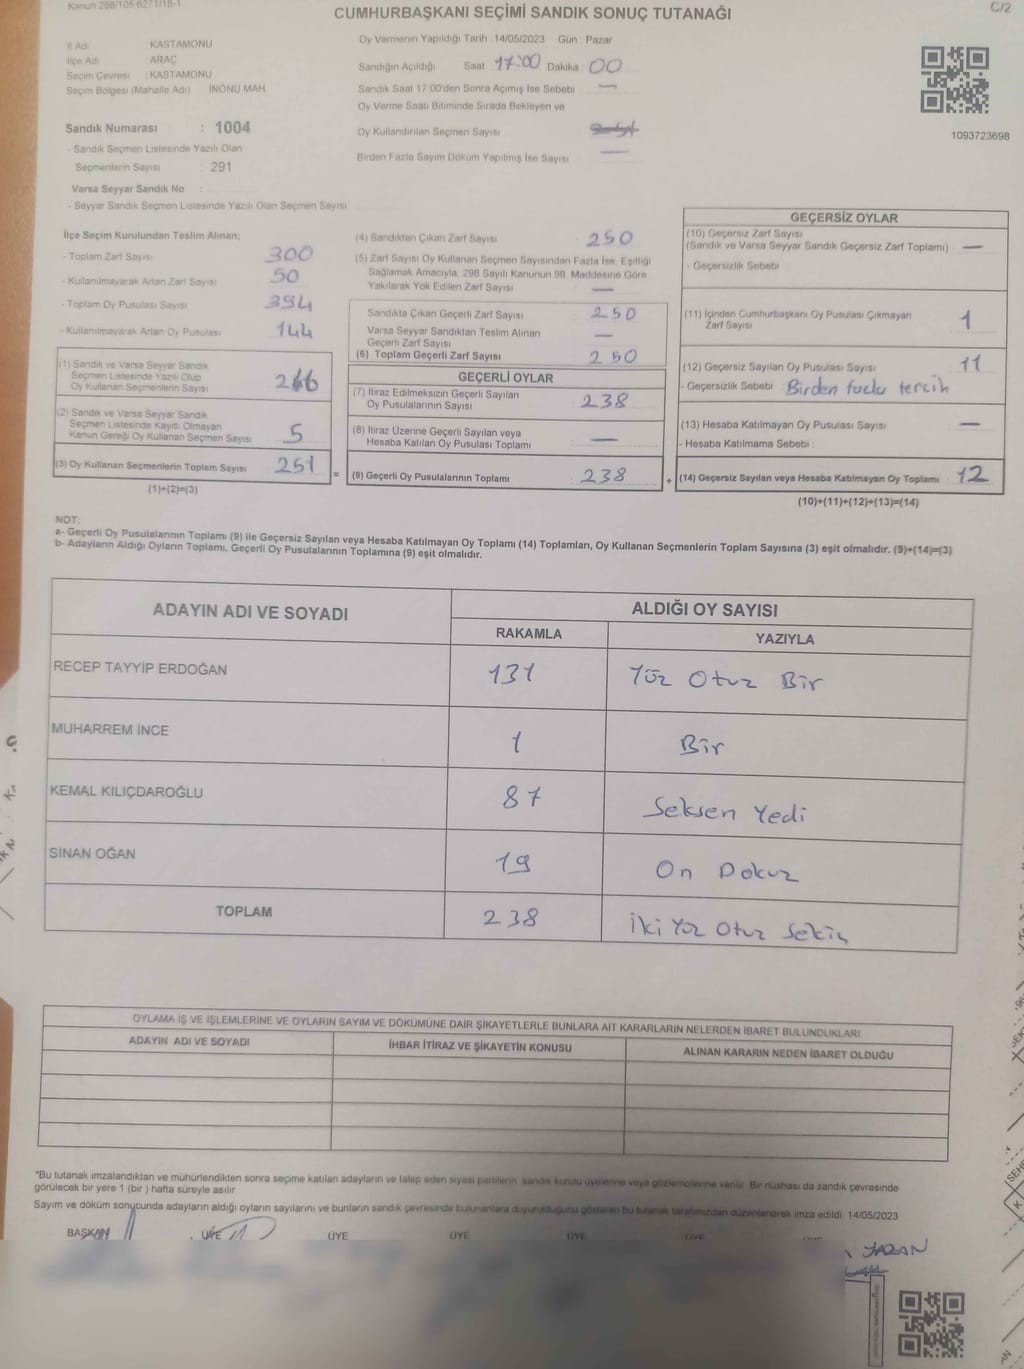 Kanun:298/105.6271/18-1
C/2
CUMHURBAŞKANI SEÇİMİ SANDIK SONUÇ TUTANAĞI
İl Adı KASTAMONU
İlçe Adı ARAÇ
Seçim Çevresi : KASTAMONU
Seçim Bölgesi (Mahalle Adı) İNÖNÜ MAH.
Sandık Numarası : 1004
- Sandık Seçmen Listesinde Yazılı Olan
Seçmenlerin Sayısı : 291
Varsa Seyyar Sandık No :
- Seyyar Sandık Seçmen Listesinde Yazılı Olan Seçmen Sayısı
Oy Vermenin Yapıldığı Tarih 14/05/2023 Gün : Pazar
Sandığın Açıldığı Saat : 17:00 Dakika : 00
Sandık Saat 17.00'den Sonra Açımış İse Sebebi —
Oy Verme Saati Bitiminde Sırada Bekleyen ve
Oy Kullandırılan Seçmen Sayısı
Birden Fazla Sayım Döküm Yapılmış İse Sayısı —
1093723698
İlçe Seçim Kurulundan Teslim Alınan;
- Toplam Zarf Sayısı 300
- Kullanılmayarak Artan Zarf Sayısı 50
- Toplam Oy Pusulası Sayısı 394
- Kullanılmayarak Artan Oy Pusulası 144
(1) Sandık ve Varsa Seyyar Sandık
Seçmen Listesinde Yazılı Olup
Oy Kullanan Seçmenlerin Sayısı 246
(2) Sandık ve Varsa Seyyar Sandık
Seçmen Listesinde Kayıtlı Olmayan
Kanun Gereği Oy Kullanan Seçmen Sayısı 5
(3) Oy Kullanan Seçmenlerin Toplam Sayısı 251
(1)+(2)=(3)
(4) Sandıktan Çıkan Zarf Sayısı 250
(5) Zarf Sayısı Oy Kullanan Seçmen Sayısından Fazla İse, Eşitliği
Sağlamak Amacıyla, 298 Sayılı Kanunun 98. Maddesine Göre
Yakılarak Yok Edilen Zarf Sayısı —
Sandıkta Çıkan Geçerli Zarf Sayısı 250
Varsa Seyyar Sandıktan Teslim Alınan
Geçerli Zarf Sayısı —
(6) Toplam Geçerli Zarf Sayısı 250
GEÇERLİ OYLAR
(7) İtiraz Edilmeksizin Geçerli Sayılan
Oy Pusulalarının Sayısı : 238
(8) İtiraz Üzerine Geçerli Sayılan veya
Hesaba Katılan Oy Pusulası Toplamı —
= (9) Geçerli Oy Pusulalarının Toplamı : 238 +
GEÇERSİZ OYLAR
(10) Geçersiz Zarf Sayısı
(Sandık ve Varsa Seyyar Sandık Geçersiz Zarf Toplamı) —
- Geçersizlik Sebebi
(11) İçinden Cumhurbaşkanı Oy Pusulası Çıkmayan
Zarf Sayısı 1
(12) Geçersiz Sayılan Oy Pusulası Sayısı 11
- Geçersizlik Sebebi Birden fazla tercih
(13) Hesaba Katılmayan Oy Pusulası Sayısı —
- Hesaba Katılmama Sebebi :
(14) Geçersiz Sayılan veya Hesaba Katılmayan Oy Toplamı 12
(10)+(11)+(12)+(13)=(14)
NOT:
a- Geçerli Oy Pusulalarının Toplamı (9) ile Geçersiz Sayılan veya Hesaba Katılmayan Oy Toplamı (14) Toplamları, Oy Kullanan Seçmenlerin Toplam Sayısına (3) eşit olmalıdır. (9)+(14)=(3)
b- Adayların Aldığı Oyların Toplamı, Geçerli Oy Pusulalarının Toplamına (9) eşit olmalıdır.
ADAYIN ADI VE SOYADI ALDIĞI OY SAYISI
RAKAMLA YAZIYLA
RECEP TAYYİP ERDOĞAN 131 Yüz Otuz Bir
MUHARREM İNCE 1 Bir
KEMAL KILIÇDAROĞLU 87 Seksen Yedi
SİNAN OĞAN 19 On Dokuz
TOPLAM 238 İki Yüz Otuz Sekiz
OYLAMA İŞ VE İŞLEMLERİNE VE OYLARIN SAYIM VE DÖKÜMÜNE DAİR ŞİKAYETLERLE BUNLARA AİT KARARLARIN NELERDEN İBARET BULUNDUKLARI
ADAYIN ADI VE SOYADI İHBAR İTİRAZ VE ŞİKAYETİN KONUSU ALINAN KARARIN NEDEN İBARET OLDUĞU
*Bu tutanak imzalandıktan ve mühürlendikten sonra seçime katılan adayların ve talep eden siyasi partilerin sandık kurulu üyelerine veya gözlemcilerine verilir. Bir nüshası da sandık çevresinde
görülecek bir yere 1 (bir) hafta süreyle asılır.
Sayım ve döküm sonucunda adayların aldığı oyların sayılarını ve bunların sandık çevresinde bulunanlara duyurulduğunu gösteren bu tutanak tarafımızdan düzenlenerek imza edildi. 14/05/2023
BAŞKAN ÜYE ÜYE ÜYE ÜYE ÜYE